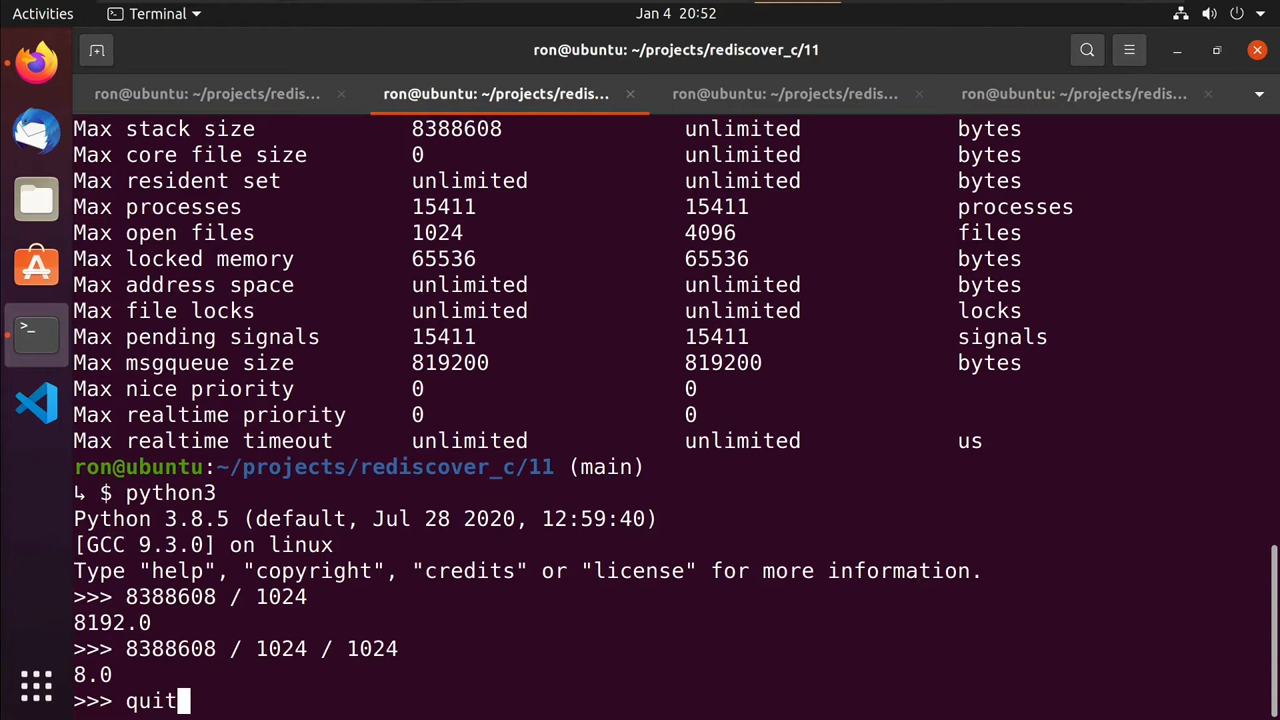 Activities Terminal Jan 4 20:52
ron@ubuntu: ~/projects/rediscover_c/11
ron@ubuntu: ~/projects/redis... ron@ubuntu: ~/projects/redis... ron@ubuntu: ~/projects/redis... ron@ubuntu: ~/projects/redis...
Max stack size 8388608 unlimited bytes
Max core file size 0 unlimited bytes
Max resident set unlimited unlimited bytes
Max processes 15411 15411 processes
Max open files 1024 4096 files
Max locked memory 65536 65536 bytes
Max address space unlimited unlimited bytes
Max file locks unlimited unlimited locks
Max pending signals 15411 15411 signals
Max msgqueue size 819200 819200 bytes
Max nice priority 0 0
Max realtime priority 0 0
Max realtime timeout unlimited unlimited us
ron@ubuntu:~/projects/rediscover_c/11 (main)
↳ $ python3
Python 3.8.5 (default, Jul 28 2020, 12:59:40)
[GCC 9.3.0] on linux
Type "help", "copyright", "credits" or "license" for more information.
>>> 8388608 / 1024
8192.0
>>> 8388608 / 1024 / 1024
8.0
>>> quit